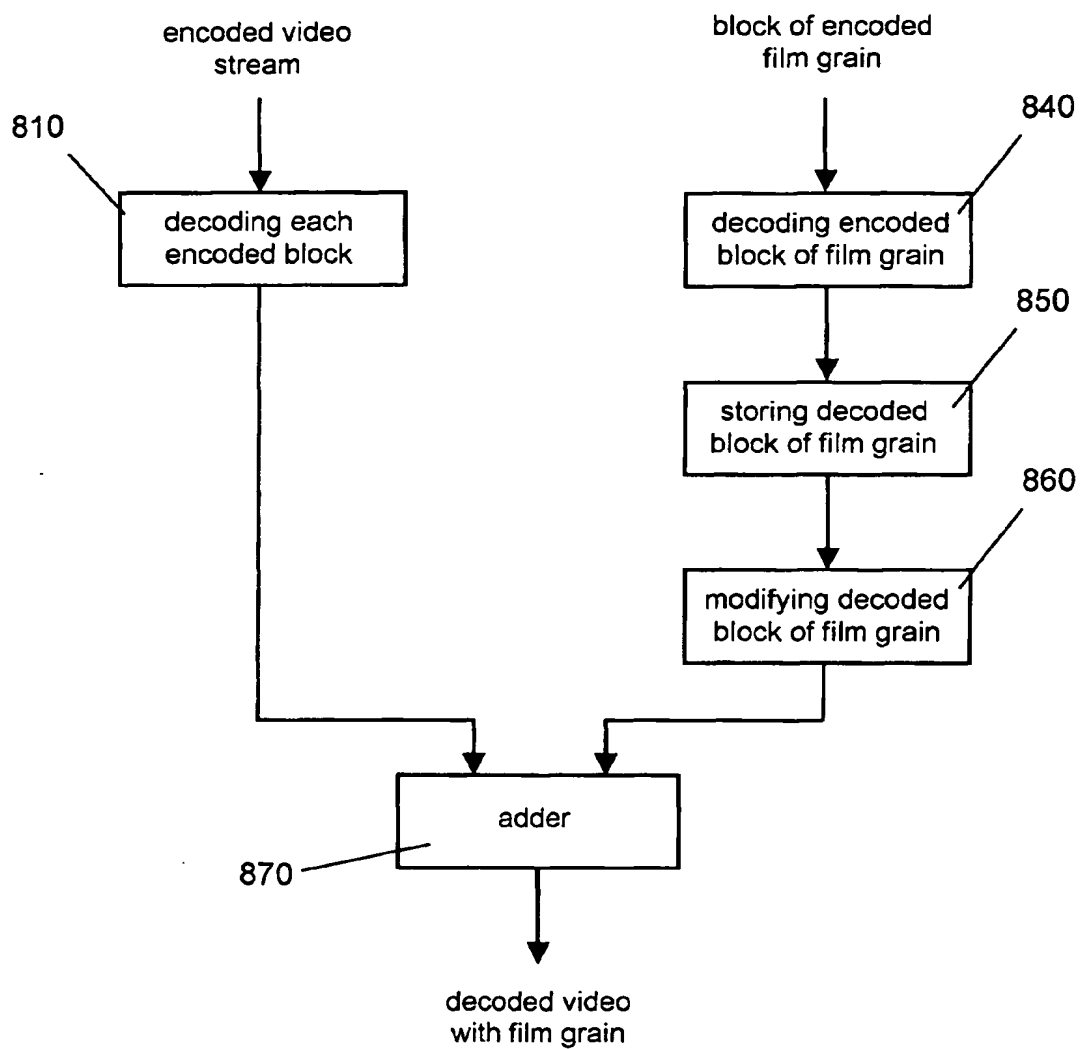 encoded video
stream
block of encoded
film grain
810
840
decoding each
encoded block
decoding encoded
block of film grain
850
storing decoded
block of film grain
860
modifying decoded
block of film grain
adder
870
decoded video
with film grain